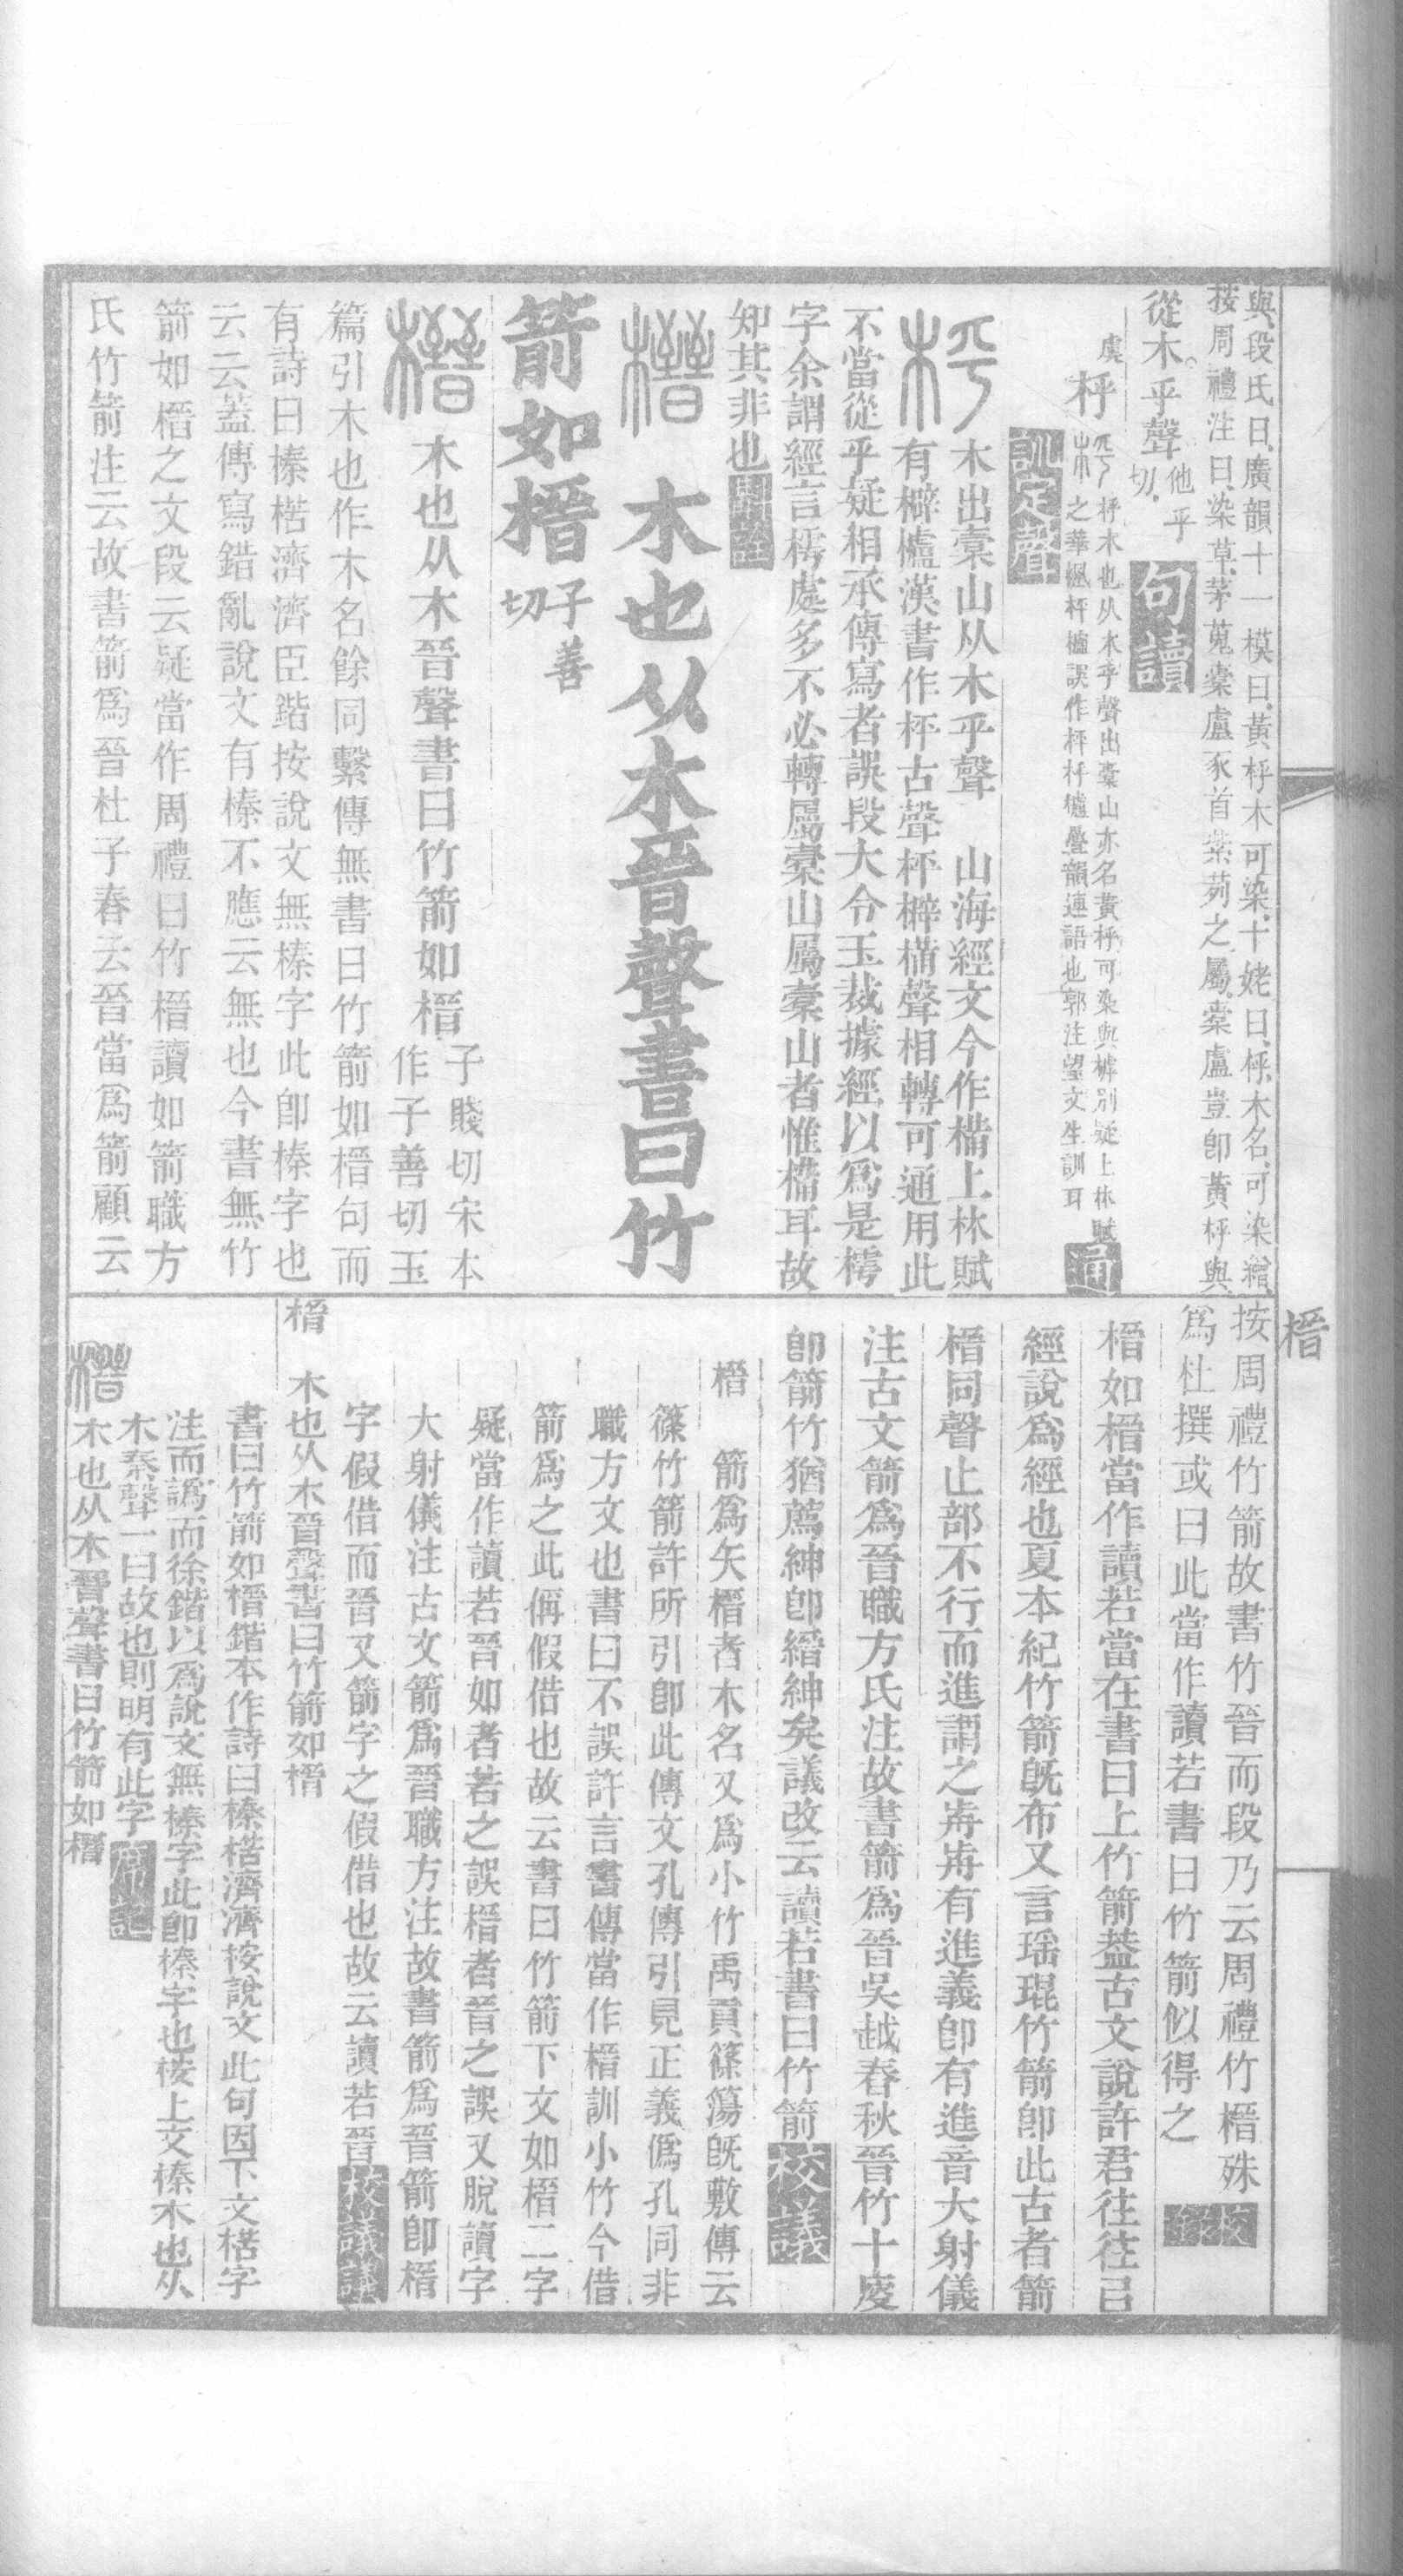 與段氏曰廣韻十一模曰黃枰木可染十姥曰枰木名可染繒
按周禮注曰染草茅蒐橐盧豕首紫茢之屬橐盧豈卽黃枰與
從木乎聲他乎切句讀
虞枰
枰木也从木乎聲出橐山亦名黃枰可染與樗別疑上林賦
之華楓枰櫨誤作枰枰櫨疊韻連語也郭注望文生訓耳通
訓定聲
木出橐山从木乎聲　山海經文今作楛上林賦
有檘櫨漢書作枰古聲枰檘楛聲相轉可通用此
不當從乎疑相承傳寫者誤段大令玉裁據經以爲是樗
字余謂經言樗處多不必轉屬橐山屬橐山者惟楛耳故
知其非也斠詮
榗　木也从木晉聲書曰竹
箭如榗子善切
榗　木也从木晉聲書曰竹箭如榗子賤切宋本作子善切玉
篇引木也作木名餘同繫傳無書曰竹箭如榗句而
有詩曰榛楛濟濟臣鍇按說文無榛字此卽榛字也
云云蓋傳寫錯亂說文有榛不應云無也今書無竹
箭如榗之文段云疑當作周禮曰竹榗讀如箭職方
氏竹箭注云故書箭爲晉杜子春云晉當爲箭顧云
榗
按周禮竹箭故書竹晉而段乃云周禮竹榗殊
爲杜撰或曰此當作讀若書曰竹箭似得之校錄
榗如榗當作讀若當在書曰上竹箭葢古文說許君往往吕
經說爲經也夏本紀竹箭旣布又言瑶琨竹箭卽此古者箭
榗同聲止部不行而進謂之歬歬有進義卽有進音大射儀
注古文箭爲晉職方氏注故書箭爲晉吳越春秋晉竹十廋
卽箭竹猶薦紳卽縉紳矣議改云讀若書曰竹箭校議
榗　箭爲矢榗者木名又爲小竹禹貢篠簜旣敷傳云
篠竹箭許所引卽此傳文孔傳引見正義僞孔同非
職方文也書曰不誤許言書傳當作榗訓小竹今借
箭爲之此偁假借也故云書曰竹箭下文如榗二字
疑當作讀若晉如者若之誤榗者晉之誤又脫讀字
大射儀注古文箭爲晉職方注故書箭爲晉箭卽榗
字假借而晉又箭字之假借也故云讀若晉校議議
榗　木也从木晉聲書曰竹箭如榗
書曰竹箭如榗鍇本作詩曰榛楛濟濟按說文此句因下文楛字
注而譌而徐鍇以爲說文無榛字此卽榛字也按上文榛木也从
木秦聲一曰故也則明有此字
榗　木也从木晉聲書曰竹箭如榗